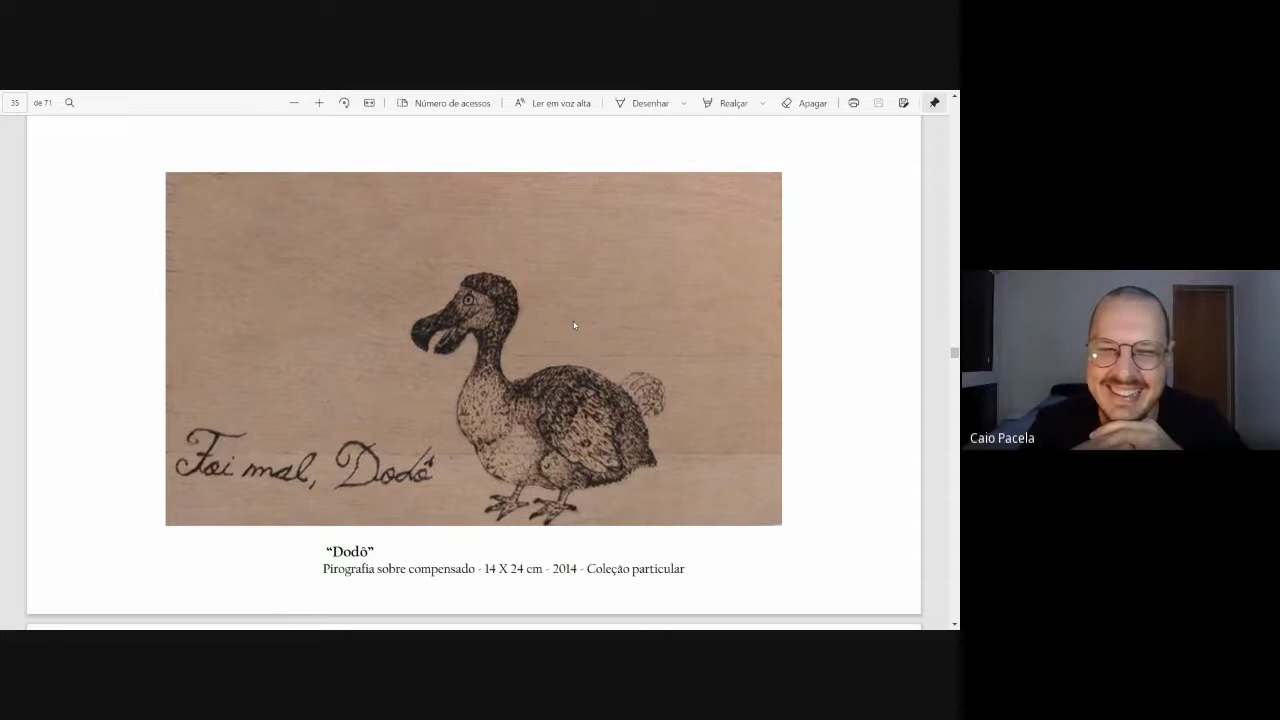 35 de 71 Número de acessos Ler em voz alta Desenhar Realçar Apagar
Foi mal, Dodô
“Dodô”
Pirografia sobre compensado - 14 X 24 cm - 2014 - Coleção particular
Caio Pacela